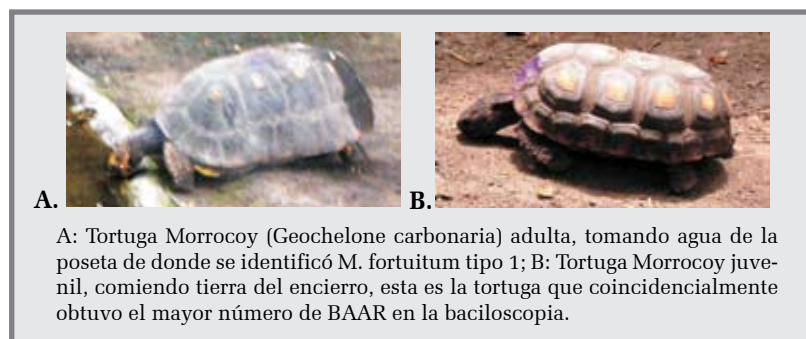 A. B.
A: Tortuga Morrocoy (Geochelone carbonaria) adulta, tomando agua de la
poseta de donde se identificó M. fortuitum tipo 1; B: Tortuga Morrocoy juve-
nil, comiendo tierra del encierro, esta es la tortuga que coincidencialmente
obtuvo el mayor número de BAAR en la baciloscopia.